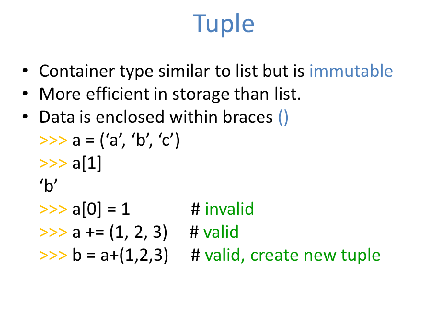 Tuple
• Container type similar to list but is immutable
• More efficient in storage than list.
• Data is enclosed within braces ()
>>> a = (‘a’, ‘b’, ‘c’)
>>> a[1]
‘b’
>>> a[0] = 1 # invalid
>>> a += (1, 2, 3) # valid
>>> b = a+(1,2,3) # valid, create new tuple